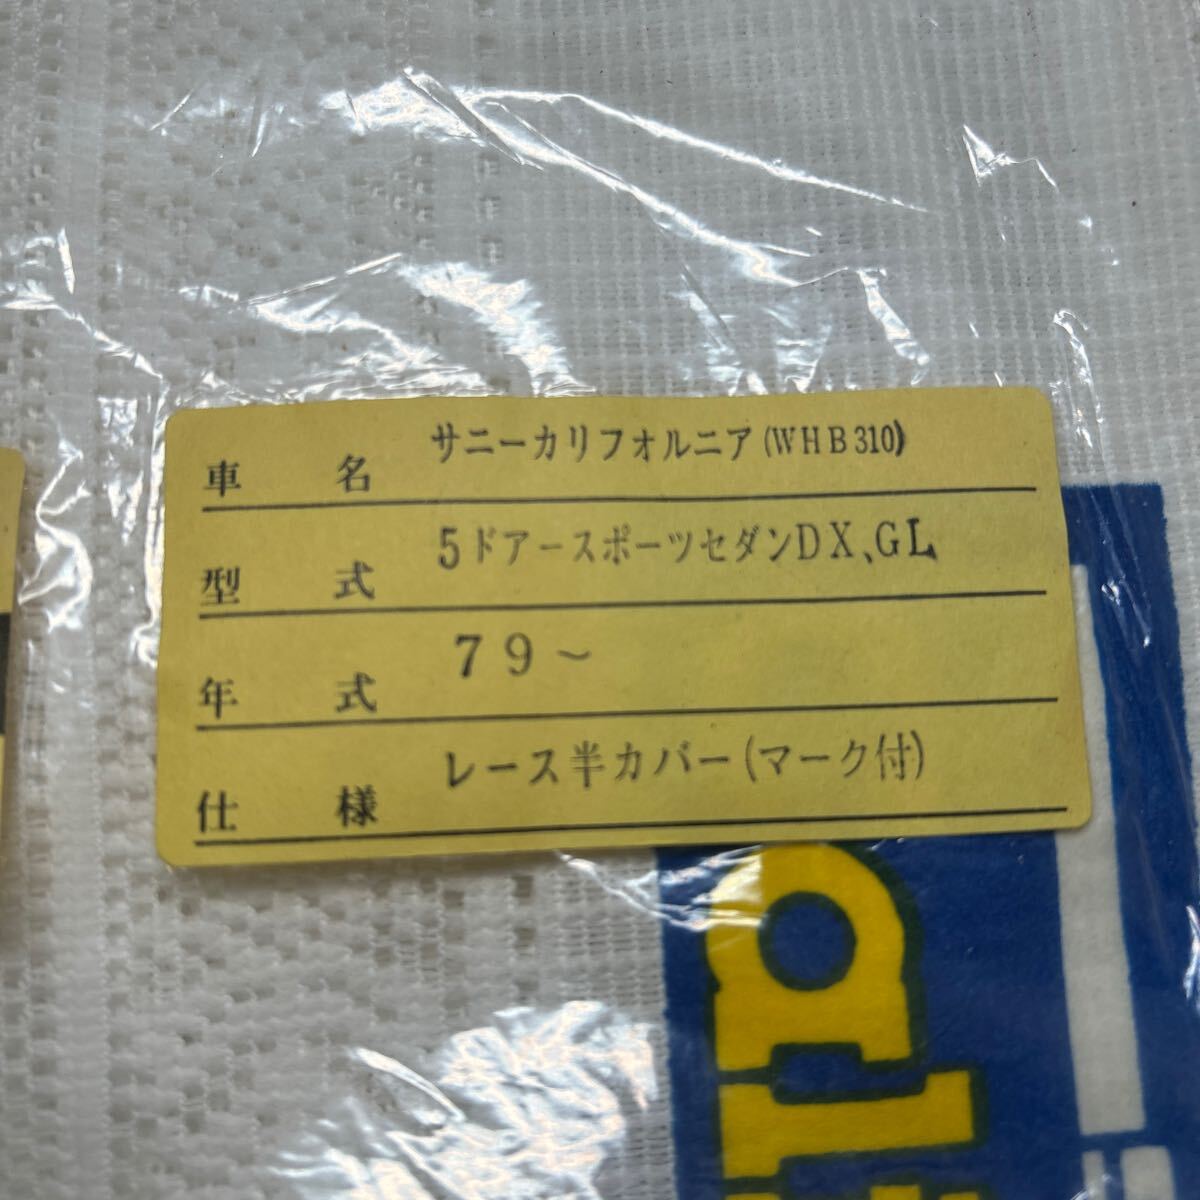 車名 サニーカリフォルニア(WHB310)
型式 5ドアースポーツセダンDX、GL
年式 79～
仕様 レース半カバー(マーク付)